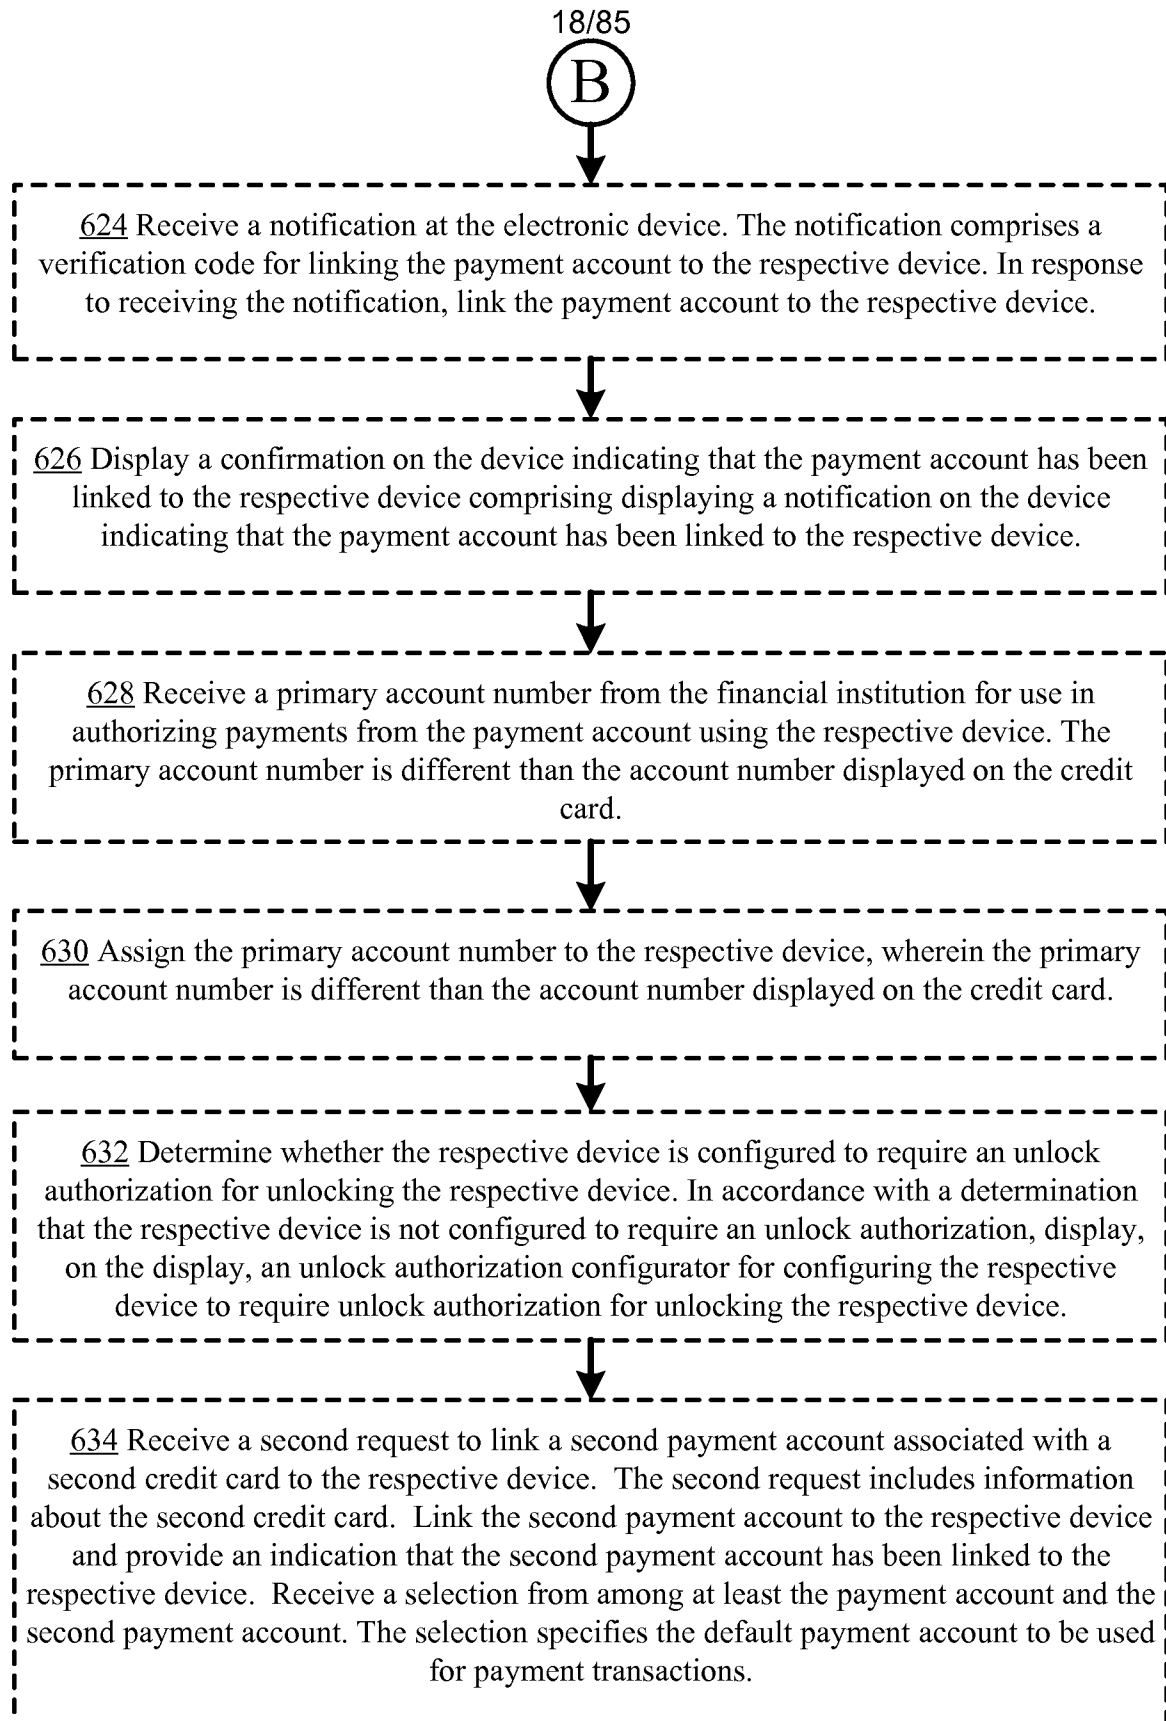 18/85
B
624 Receive a notification at the electronic device. The notification comprises a
verification code for linking the payment account to the respective device. In response
to receiving the notification, link the payment account to the respective device.
626 Display a confirmation on the device indicating that the payment account has been
linked to the respective device comprising displaying a notification on the device
indicating that the payment account has been linked to the respective device.
628 Receive a primary account number from the financial institution for use in
authorizing payments from the payment account using the respective device. The
primary account number is different than the account number displayed on the credit
card.
630 Assign the primary account number to the respective device, wherein the primary
account number is different than the account number displayed on the credit card.
632 Determine whether the respective device is configured to require an unlock
authorization for unlocking the respective device. In accordance with a determination
that the respective device is not configured to require an unlock authorization, display,
on the display, an unlock authorization configurator for configuring the respective
device to require unlock authorization for unlocking the respective device.
634 Receive a second request to link a second payment account associated with a
second credit card to the respective device. The second request includes information
about the second credit card. Link the second payment account to the respective device
and provide an indication that the second payment account has been linked to the
respective device. Receive a selection from among at least the payment account and the
second payment account. The selection specifies the default payment account to be used
for payment transactions.